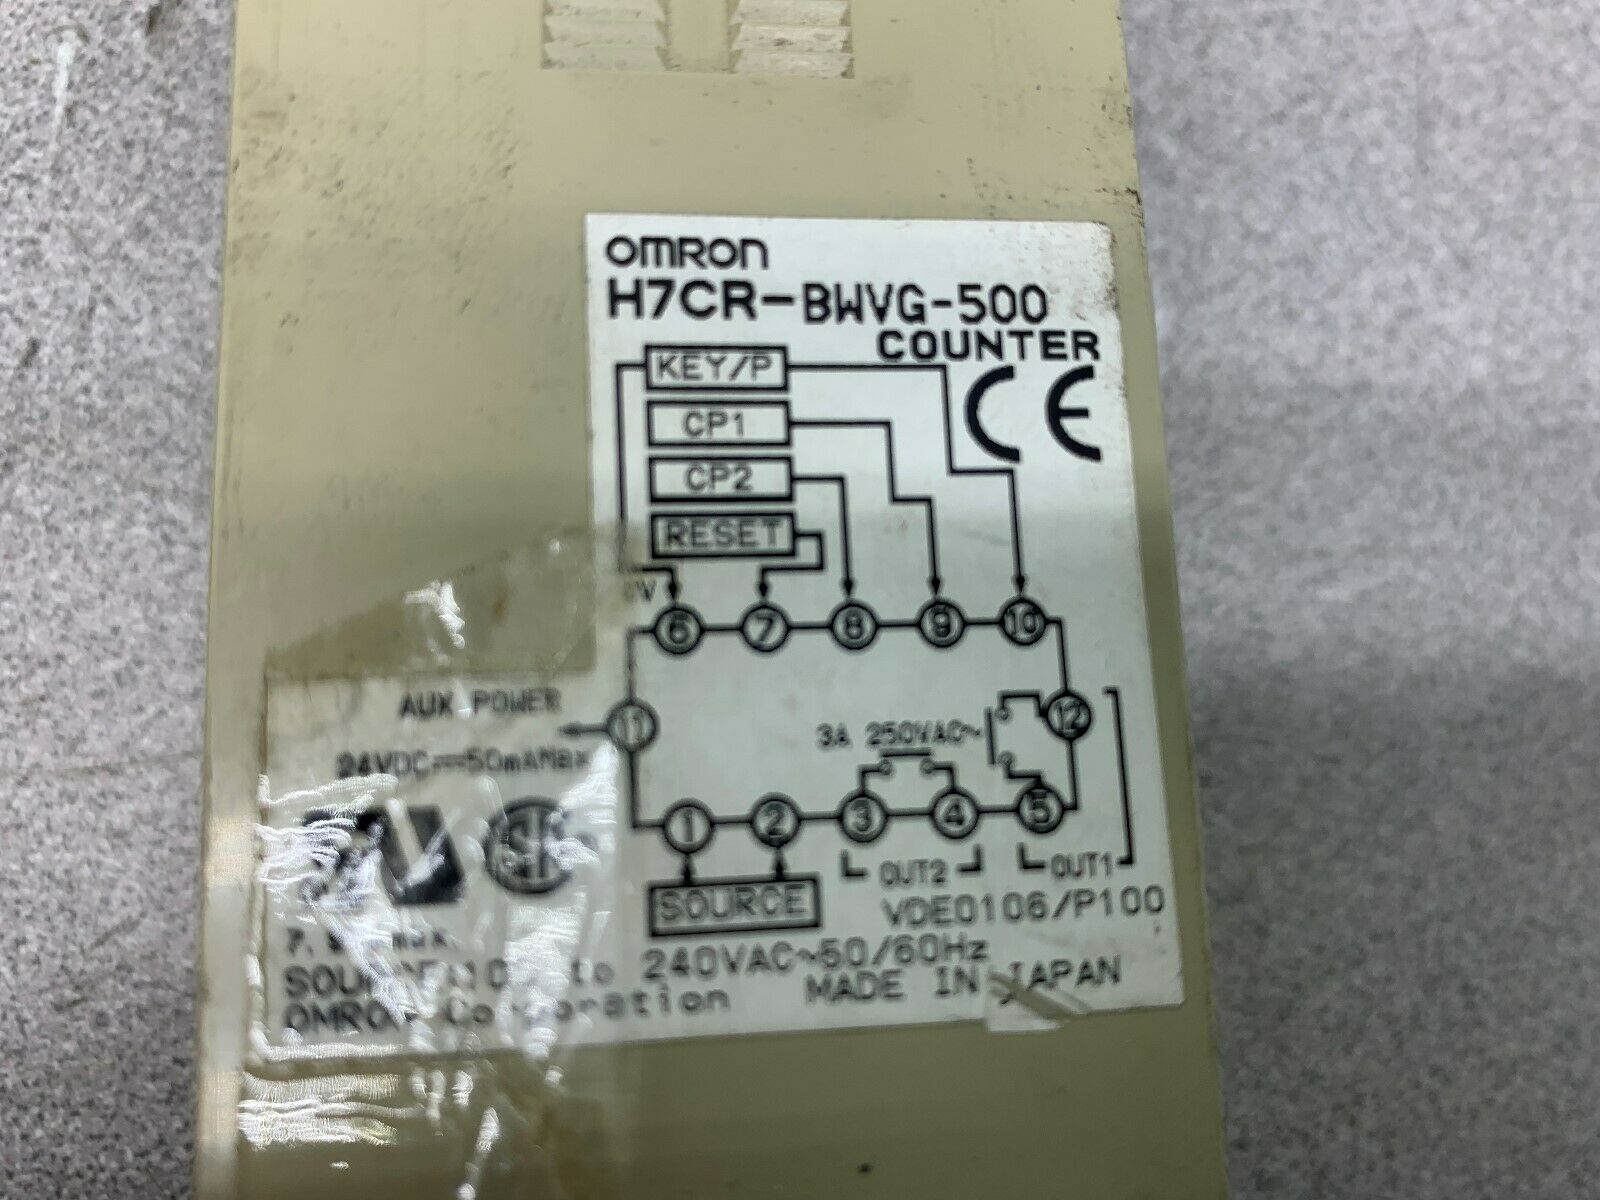 OMRON
H7CR-BWVG-500
COUNTER
KEY/P
CP1
CP2
RESET
6 7 8 9 10
AUX POWER
11
12
3A 250VAC~
24VDC 50mAMax
1 2 3 4 5
OUT2 OUT1
SOURCE
VDE0106/P100
to 240VAC~50/60Hz
OMRON Corporation MADE IN JAPAN